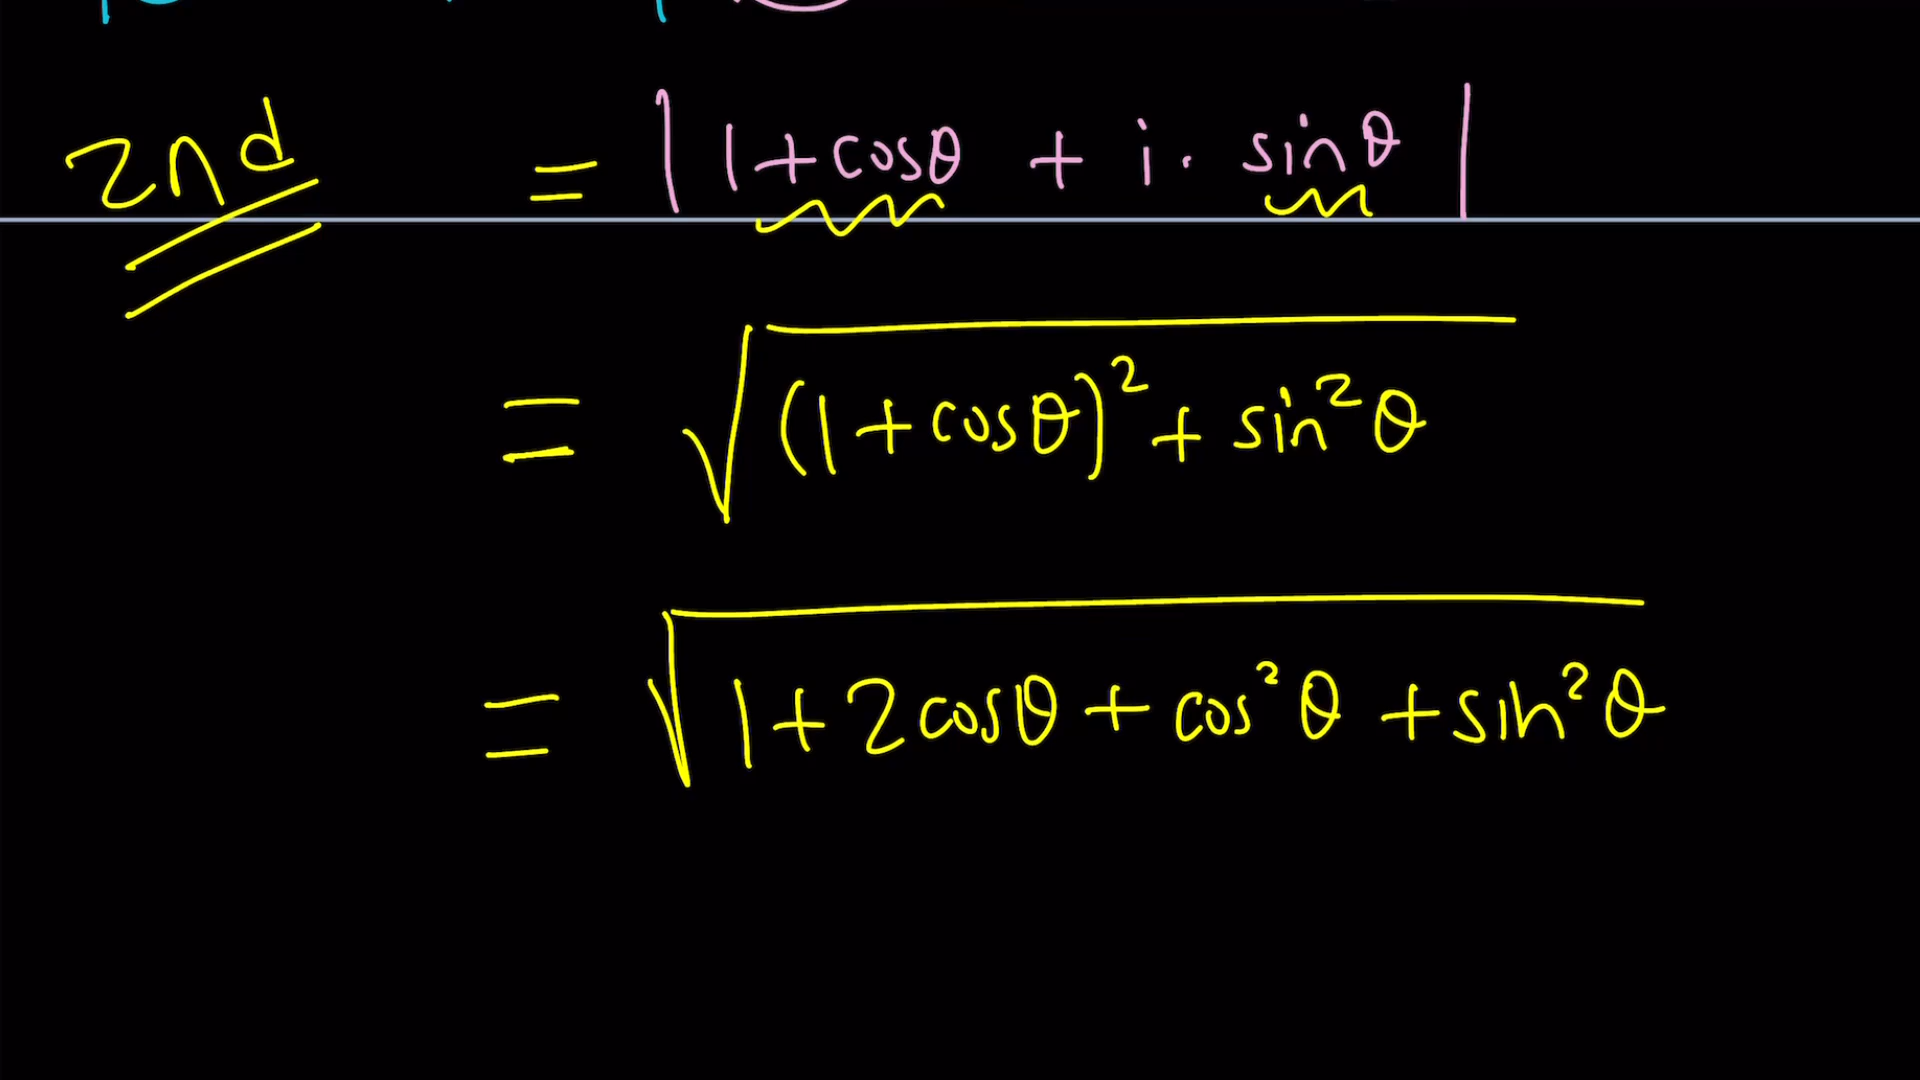 2nd = | 1 + cosθ + i · sinθ |
= √((1 + cosθ)² + sin²θ)
= √(1 + 2cosθ + cos²θ + sin²θ)